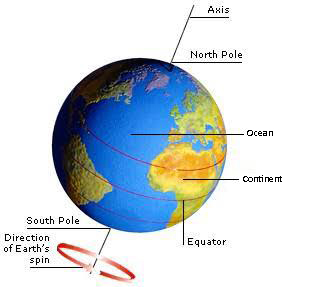 Axis
North Pole
Ocean
Continent
South Pole
Equator
Direction
of Earth's
spin